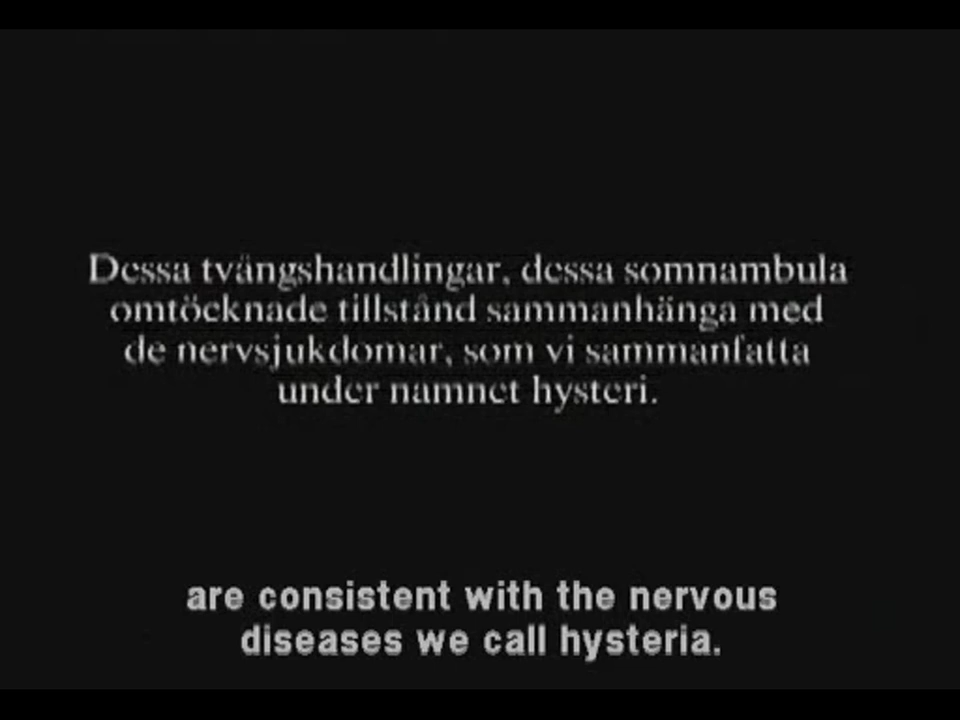 Dessa tvångshandlingar, dessa somnambula
omtöcknade tillstånd sammanhänga med
de nervsjukdomar, som vi sammanfatta
under namnet hysteri.
are consistent with the nervous
diseases we call hysteria.